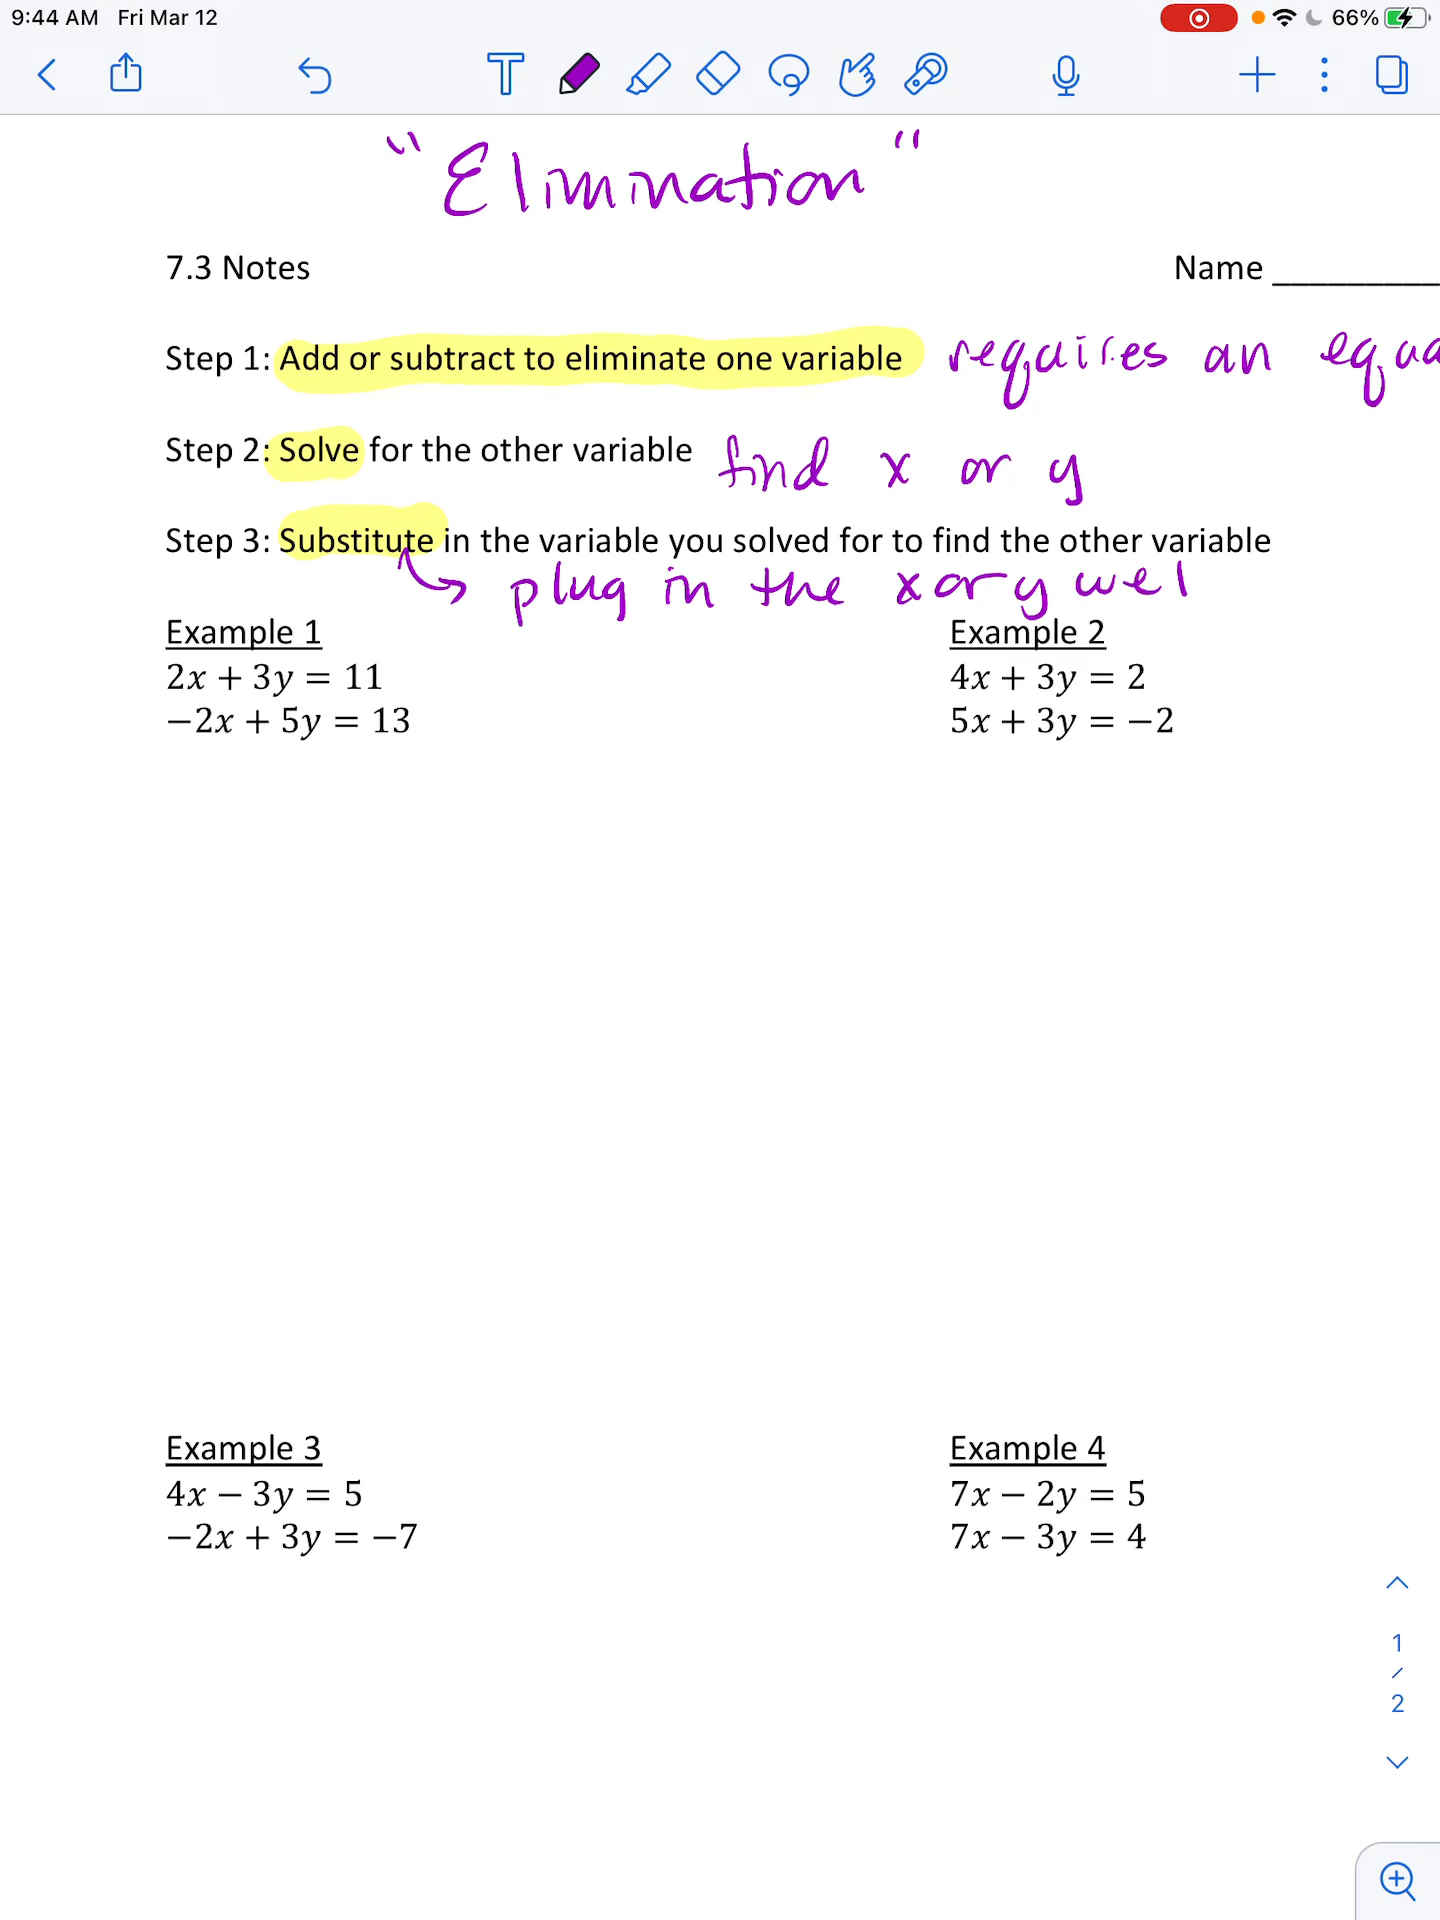 9:44 AM Fri Mar 12 66%
T
"Elimination"
7.3 Notes Name __________
Step 1: Add or subtract to eliminate one variable requires an equa
Step 2: Solve for the other variable find x or y
Step 3: Substitute in the variable you solved for to find the other variable
plug in the x or y we
Example 1 Example 2
2x + 3y = 11 4x + 3y = 2
−2x + 5y = 13 5x + 3y = −2
Example 3 Example 4
4x − 3y = 5 7x − 2y = 5
−2x + 3y = −7 7x − 3y = 4
1
/
2